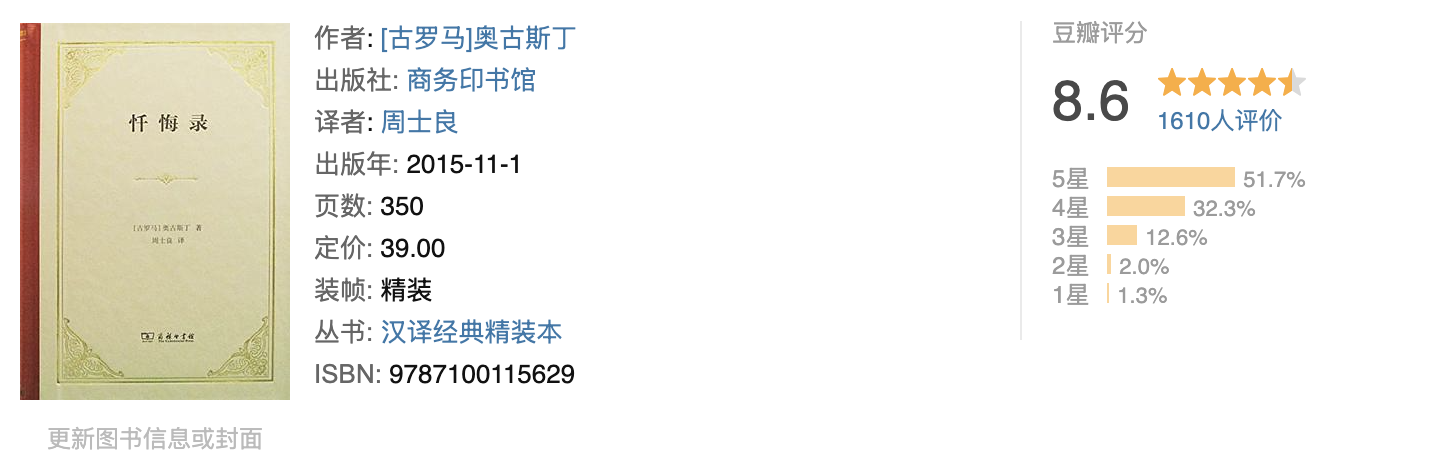 忏悔录
[古罗马]奥古斯丁 著
周士良 译
商务印书馆
The Commercial Press
更新图书信息或封面
作者: [古罗马]奥古斯丁
出版社: 商务印书馆
译者: 周士良
出版年: 2015-11-1
页数: 350
定价: 39.00
装帧: 精装
丛书: 汉译经典精装本
ISBN: 9787100115629
豆瓣评分
8.6
1610人评价
5星 51.7%
4星 32.3%
3星 12.6%
2星 2.0%
1星 1.3%